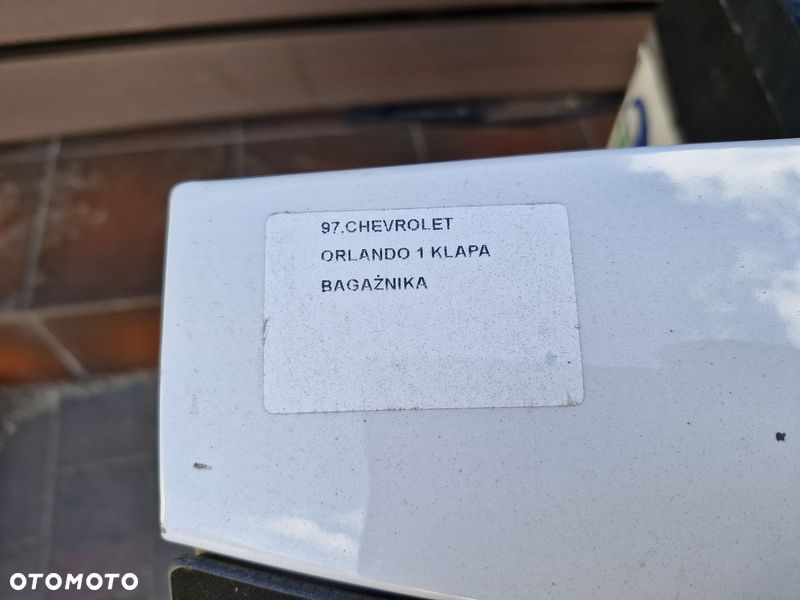 97.CHEVROLET
ORLANDO 1 KLAPA
BAGAŻNIKA
OTOMOTO